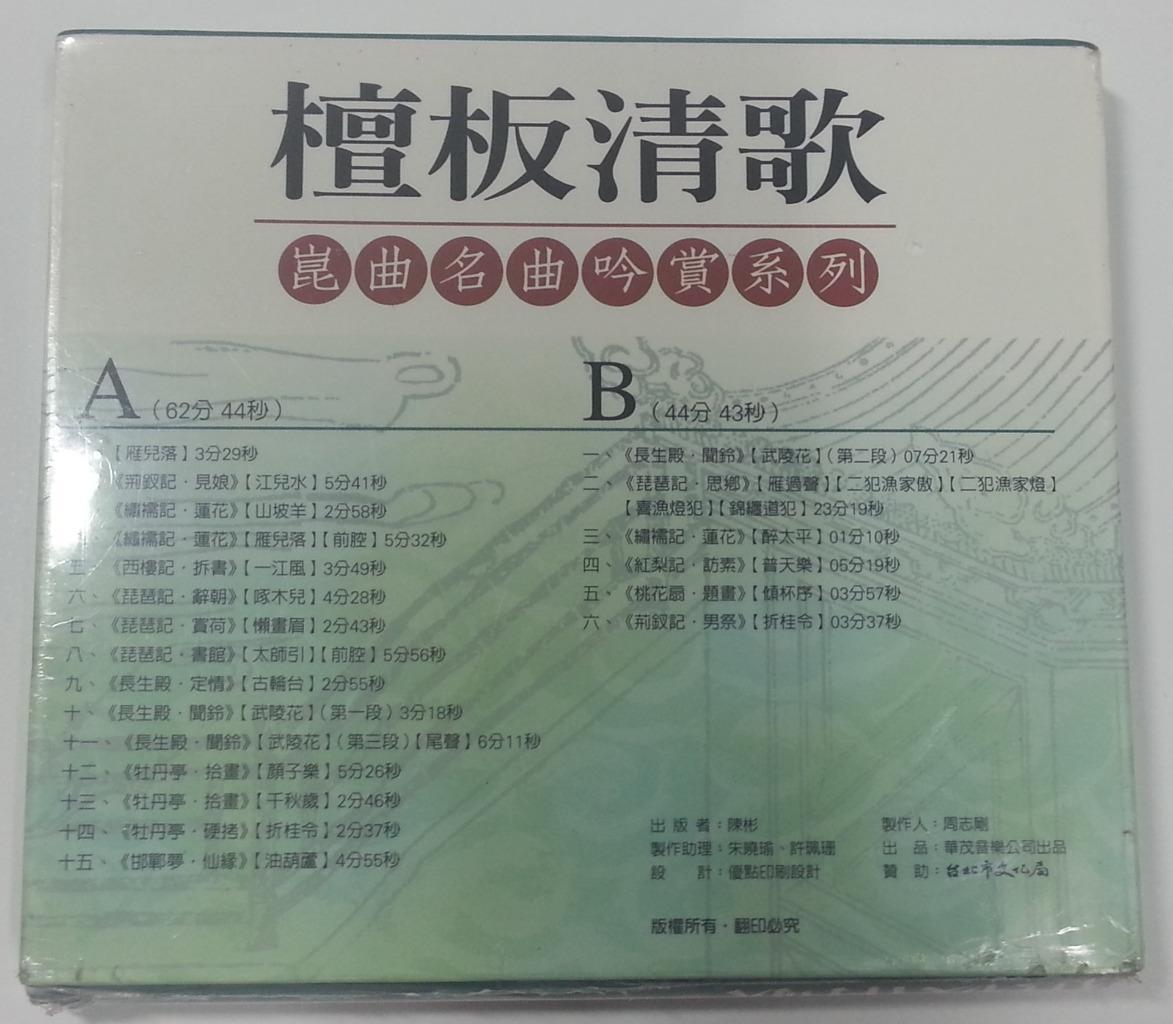 檀板清歌
崑曲名曲吟賞系列
A（62分 44秒）
【雁兒落】3分29秒
《荊釵記·見娘》【江兒水】5分41秒
《繡襦記·蓮花》【山坡羊】2分58秒
《繡襦記·蓮花》【雁兒落】【前腔】5分32秒
五、《西樓記·拆書》【一江風】3分49秒
六、《琵琶記·辭朝》【啄木兒】4分28秒
七、《琵琶記·賞荷》【懶畫眉】2分43秒
八、《琵琶記·書館》【太師引】【前腔】5分56秒
九、《長生殿·定情》【古輪台】2分55秒
十、《長生殿·聞鈴》【武陵花】（第一段）3分18秒
十一、《長生殿·聞鈴》【武陵花】（第三段）【尾聲】6分11秒
十二、《牡丹亭·拾畫》【顏子樂】5分26秒
十三、《牡丹亭·拾畫》【千秋歲】2分46秒
十四、《牡丹亭·硬拷》【折桂令】2分37秒
十五、《邯鄲夢·仙緣》【油葫蘆】4分55秒
B（44分 43秒）
一、《長生殿·聞鈴》【武陵花】（第二段）07分21秒
二、《琵琶記·思鄉》【雁過聲】【二犯漁家傲】【二犯漁家燈】
【喜漁燈犯】【錦纏道犯】23分19秒
三、《繡襦記·蓮花》【醉太平】01分10秒
四、《紅梨記·訪素》【普天樂】05分19秒
五、《桃花扇·題畫》【傾杯序】03分57秒
六、《荊釵記·男祭》【折桂令】03分37秒
出版者：陳彬
製作人：周志剛
製作助理：朱曉瑜、許珮珊
出　品：華茂音樂公司出品
設　　計：優點印刷設計
贊　助：台北市文化局
版權所有·翻印必究